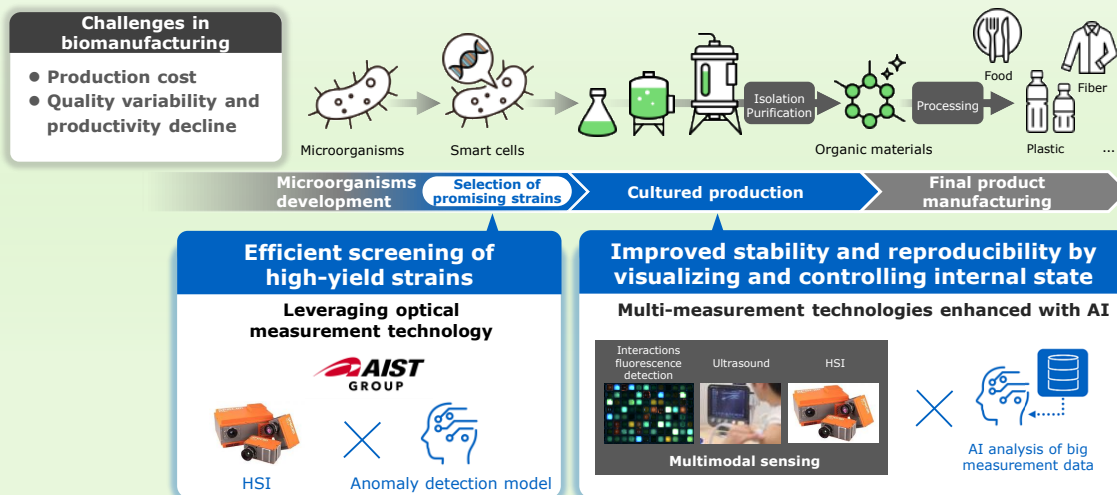 Challenges in
biomanufacturing
● Production cost
● Quality variability and
productivity decline
Microorganisms
Smart cells
Isolation
Purification
Organic materials
Processing
Food
Fiber
Plastic
...
Microorganisms
development
Selection of
promising strains
Cultured production
Final product
manufacturing
Efficient screening of
high-yield strains
Leveraging optical
measurement technology
AIST
GROUP
HSI
Anomaly detection model
Improved stability and reproducibility by
visualizing and controlling internal state
Multi-measurement technologies enhanced with AI
Interactions
fluorescence
detection
Ultrasound
HSI
Multimodal sensing
AI analysis of big
measurement data